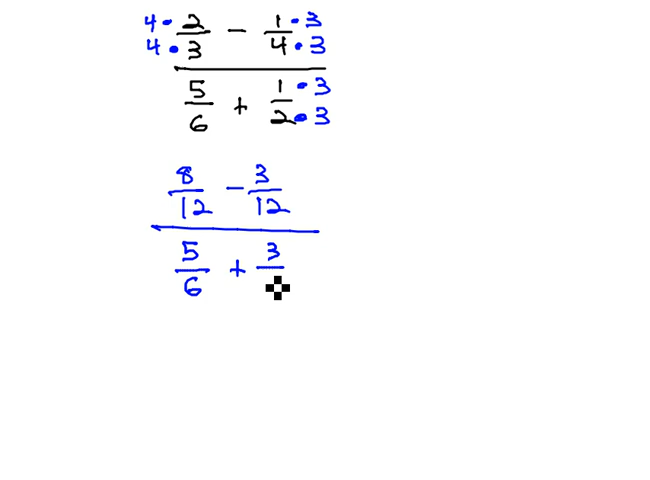 4 · 2/3 · 4 − 1/4 · 3 · 3
5/6 + 1/2 · 3 · 3
8/12 − 3/12
5/6 + 3/